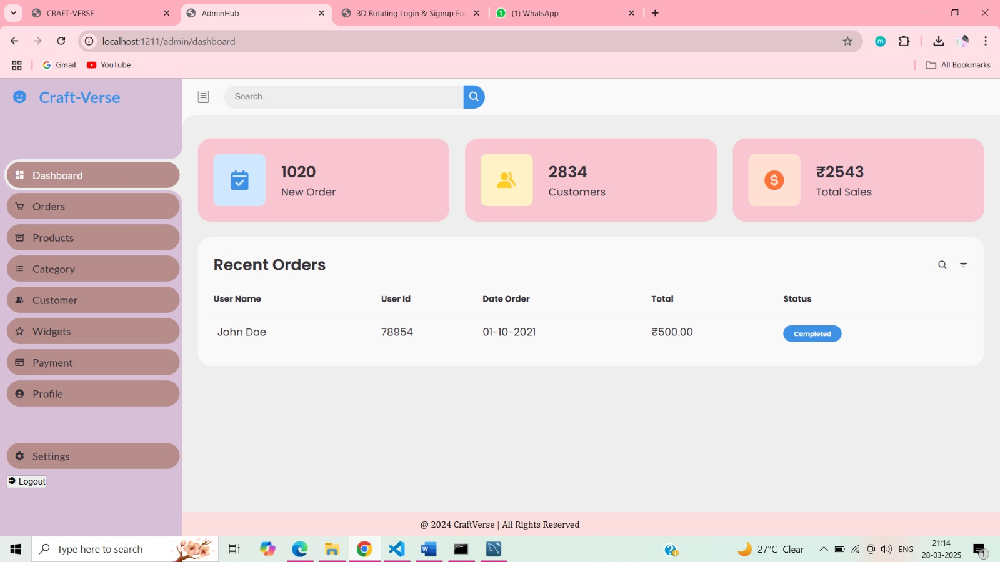 CRAFT-VERSE
AdminHub
3D Rotating Login & Signup Fo
(1) WhatsApp
localhost:1211/admin/dashboard
m
Gmail
YouTube
All Bookmarks
Craft-Verse
Search...
Dashboard
Orders
Products
Category
Customer
Widgets
Payment
Profile
Settings
Logout
1020
New Order
2834
Customers
₹2543
Total Sales
Recent Orders
User Name User Id Date Order Total Status
John Doe 78954 01-10-2021 ₹500.00 Completed
@ 2024 CraftVerse | All Rights Reserved
Type here to search
27°C Clear
ENG
21:14
28-03-2025
1